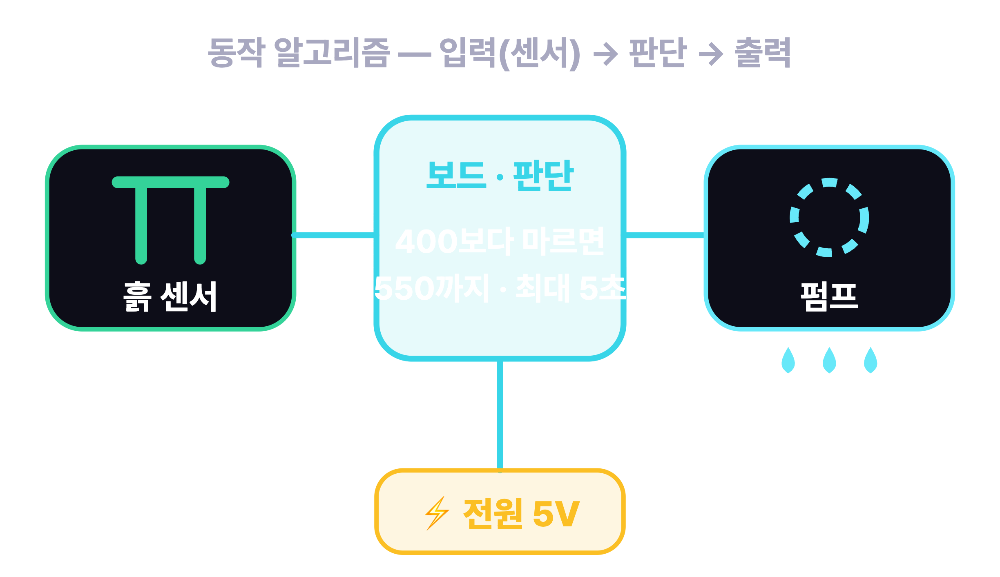 동작 알고리즘 — 입력(센서) → 판단 → 출력
보드 · 판단
400보다 마르면
550까지 · 최대 5초
흙 센서
펌프
⚡ 전원 5V